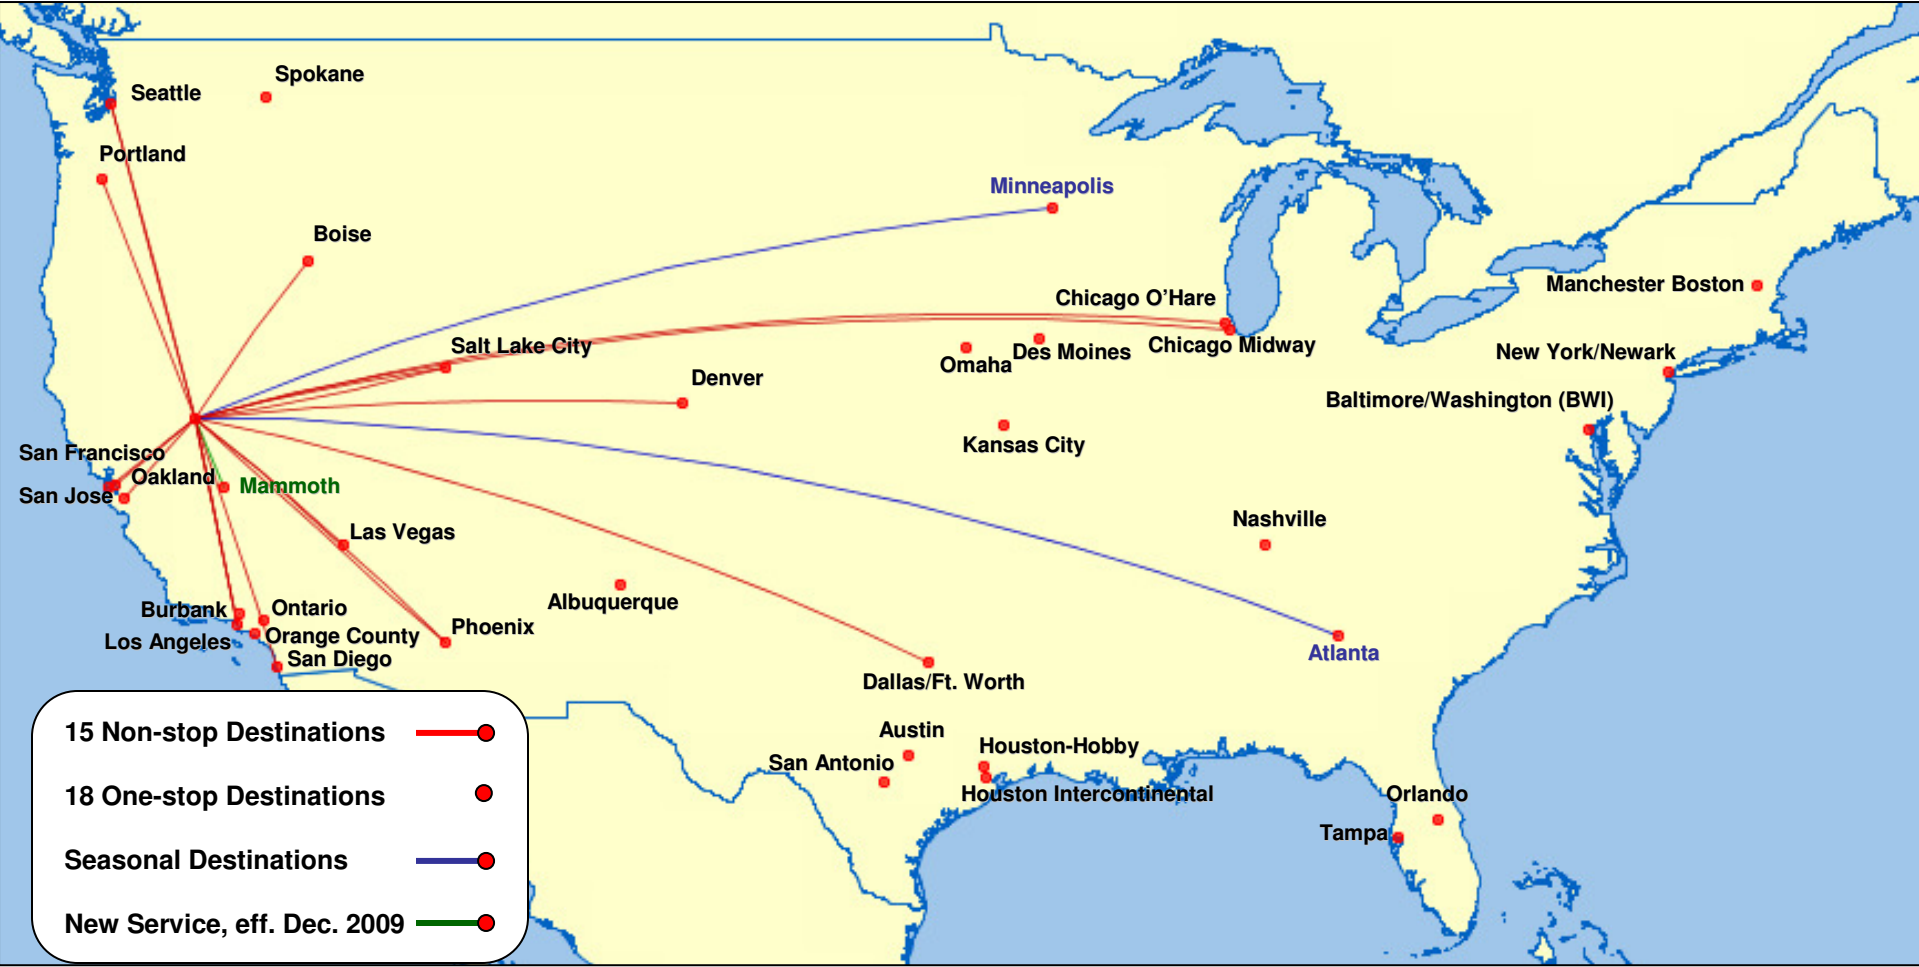 Spokane
Seattle
Portland
Minneapolis
Boise
Manchester Boston
Chicago O’Hare
Salt Lake City
Des Moines
Chicago Midway
New York/Newark
Omaha
Denver
Baltimore/Washington (BWI)
Kansas City
San Francisco
Oakland
Mammoth
San Jose
Nashville
Las Vegas
Albuquerque
Burbank
Ontario
Phoenix
Orange County
Los Angeles
San Diego
Atlanta
Dallas/Ft. Worth
Austin
Houston-Hobby
San Antonio
Houston Intercontinental
Orlando
Tampa
15 Non-stop Destinations
18 One-stop Destinations
Seasonal Destinations
New Service, eff. Dec. 2009